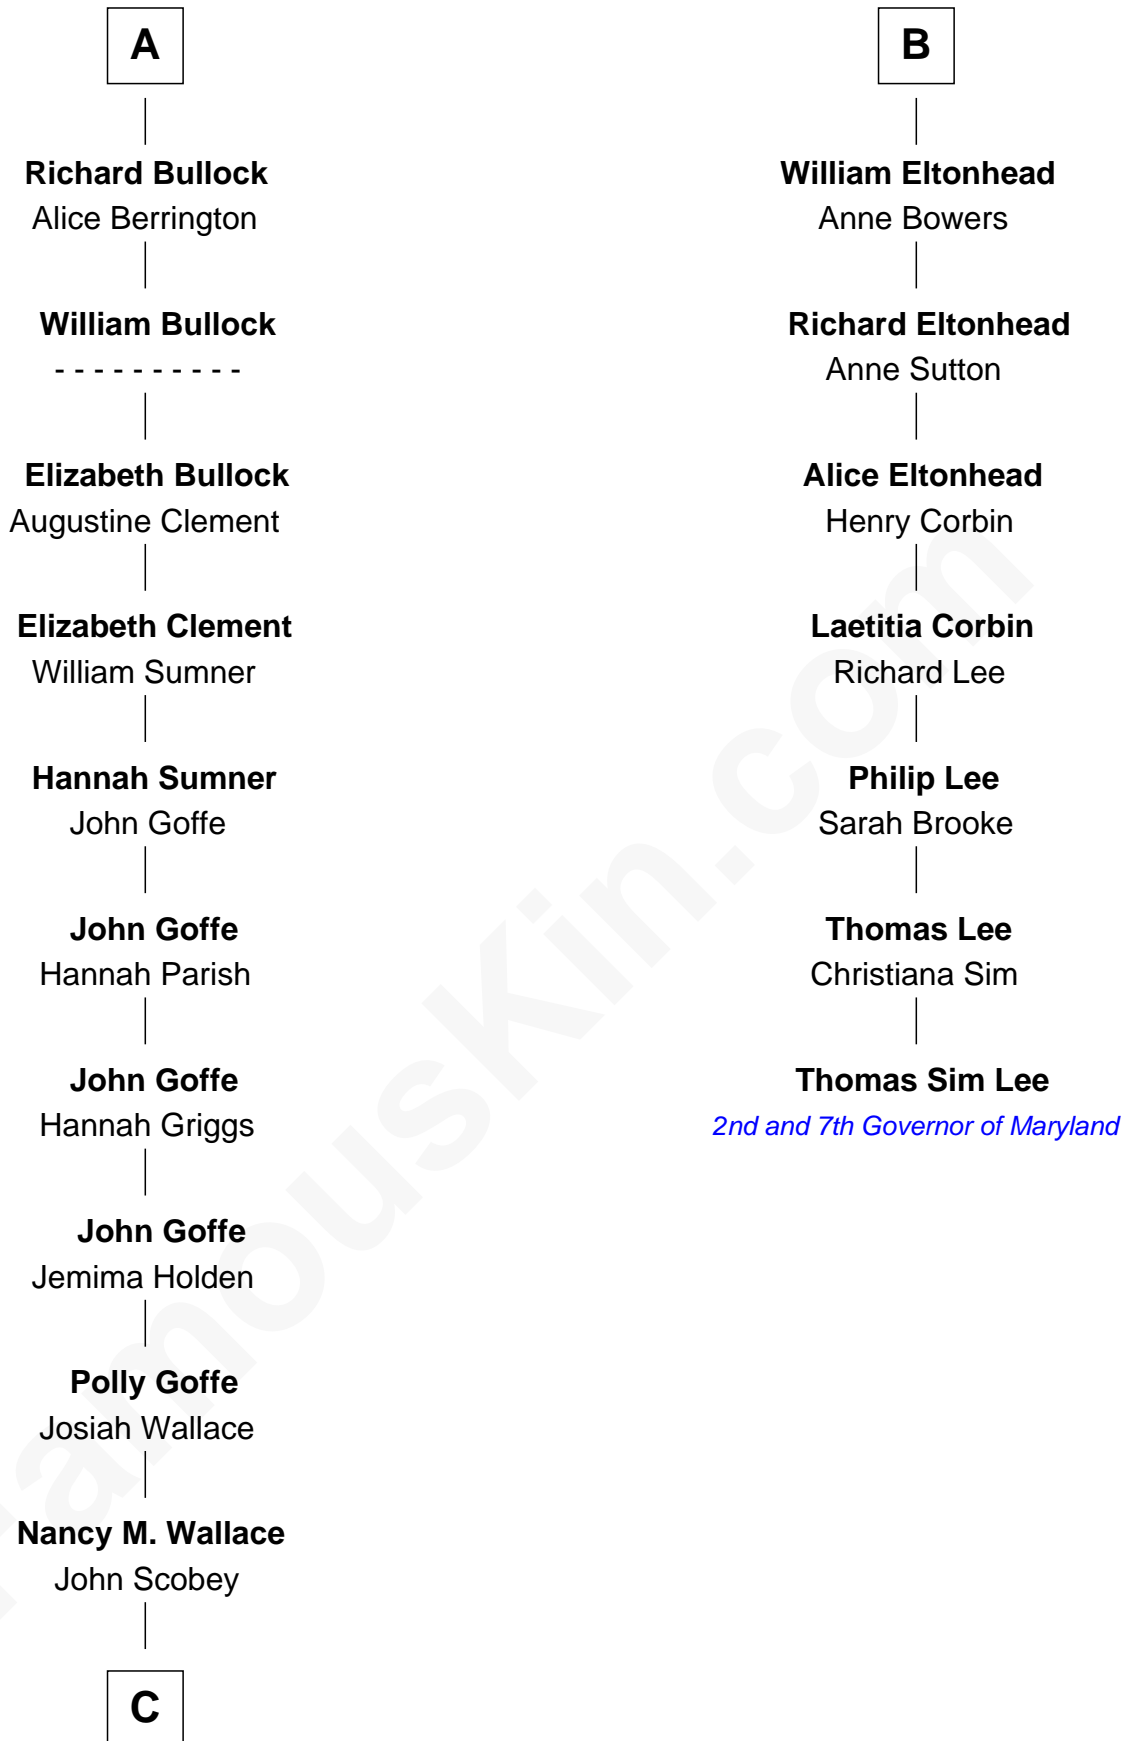 A
Richard Bullock
Alice Berrington
William Bullock
- - - - - - - - - -
Elizabeth Bullock
Augustine Clement
Elizabeth Clement
William Sumner
Hannah Sumner
John Goffe
John Goffe
Hannah Parish
John Goffe
Hannah Griggs
John Goffe
Jemima Holden
Polly Goffe
Josiah Wallace
Nancy M. Wallace
John Scobey
C
B
William Eltonhead
Anne Bowers
Richard Eltonhead
Anne Sutton
Alice Eltonhead
Henry Corbin
Laetitia Corbin
Richard Lee
Philip Lee
Sarah Brooke
Thomas Lee
Christiana Sim
Thomas Sim Lee
2nd and 7th Governor of Maryland
FamousKin.com